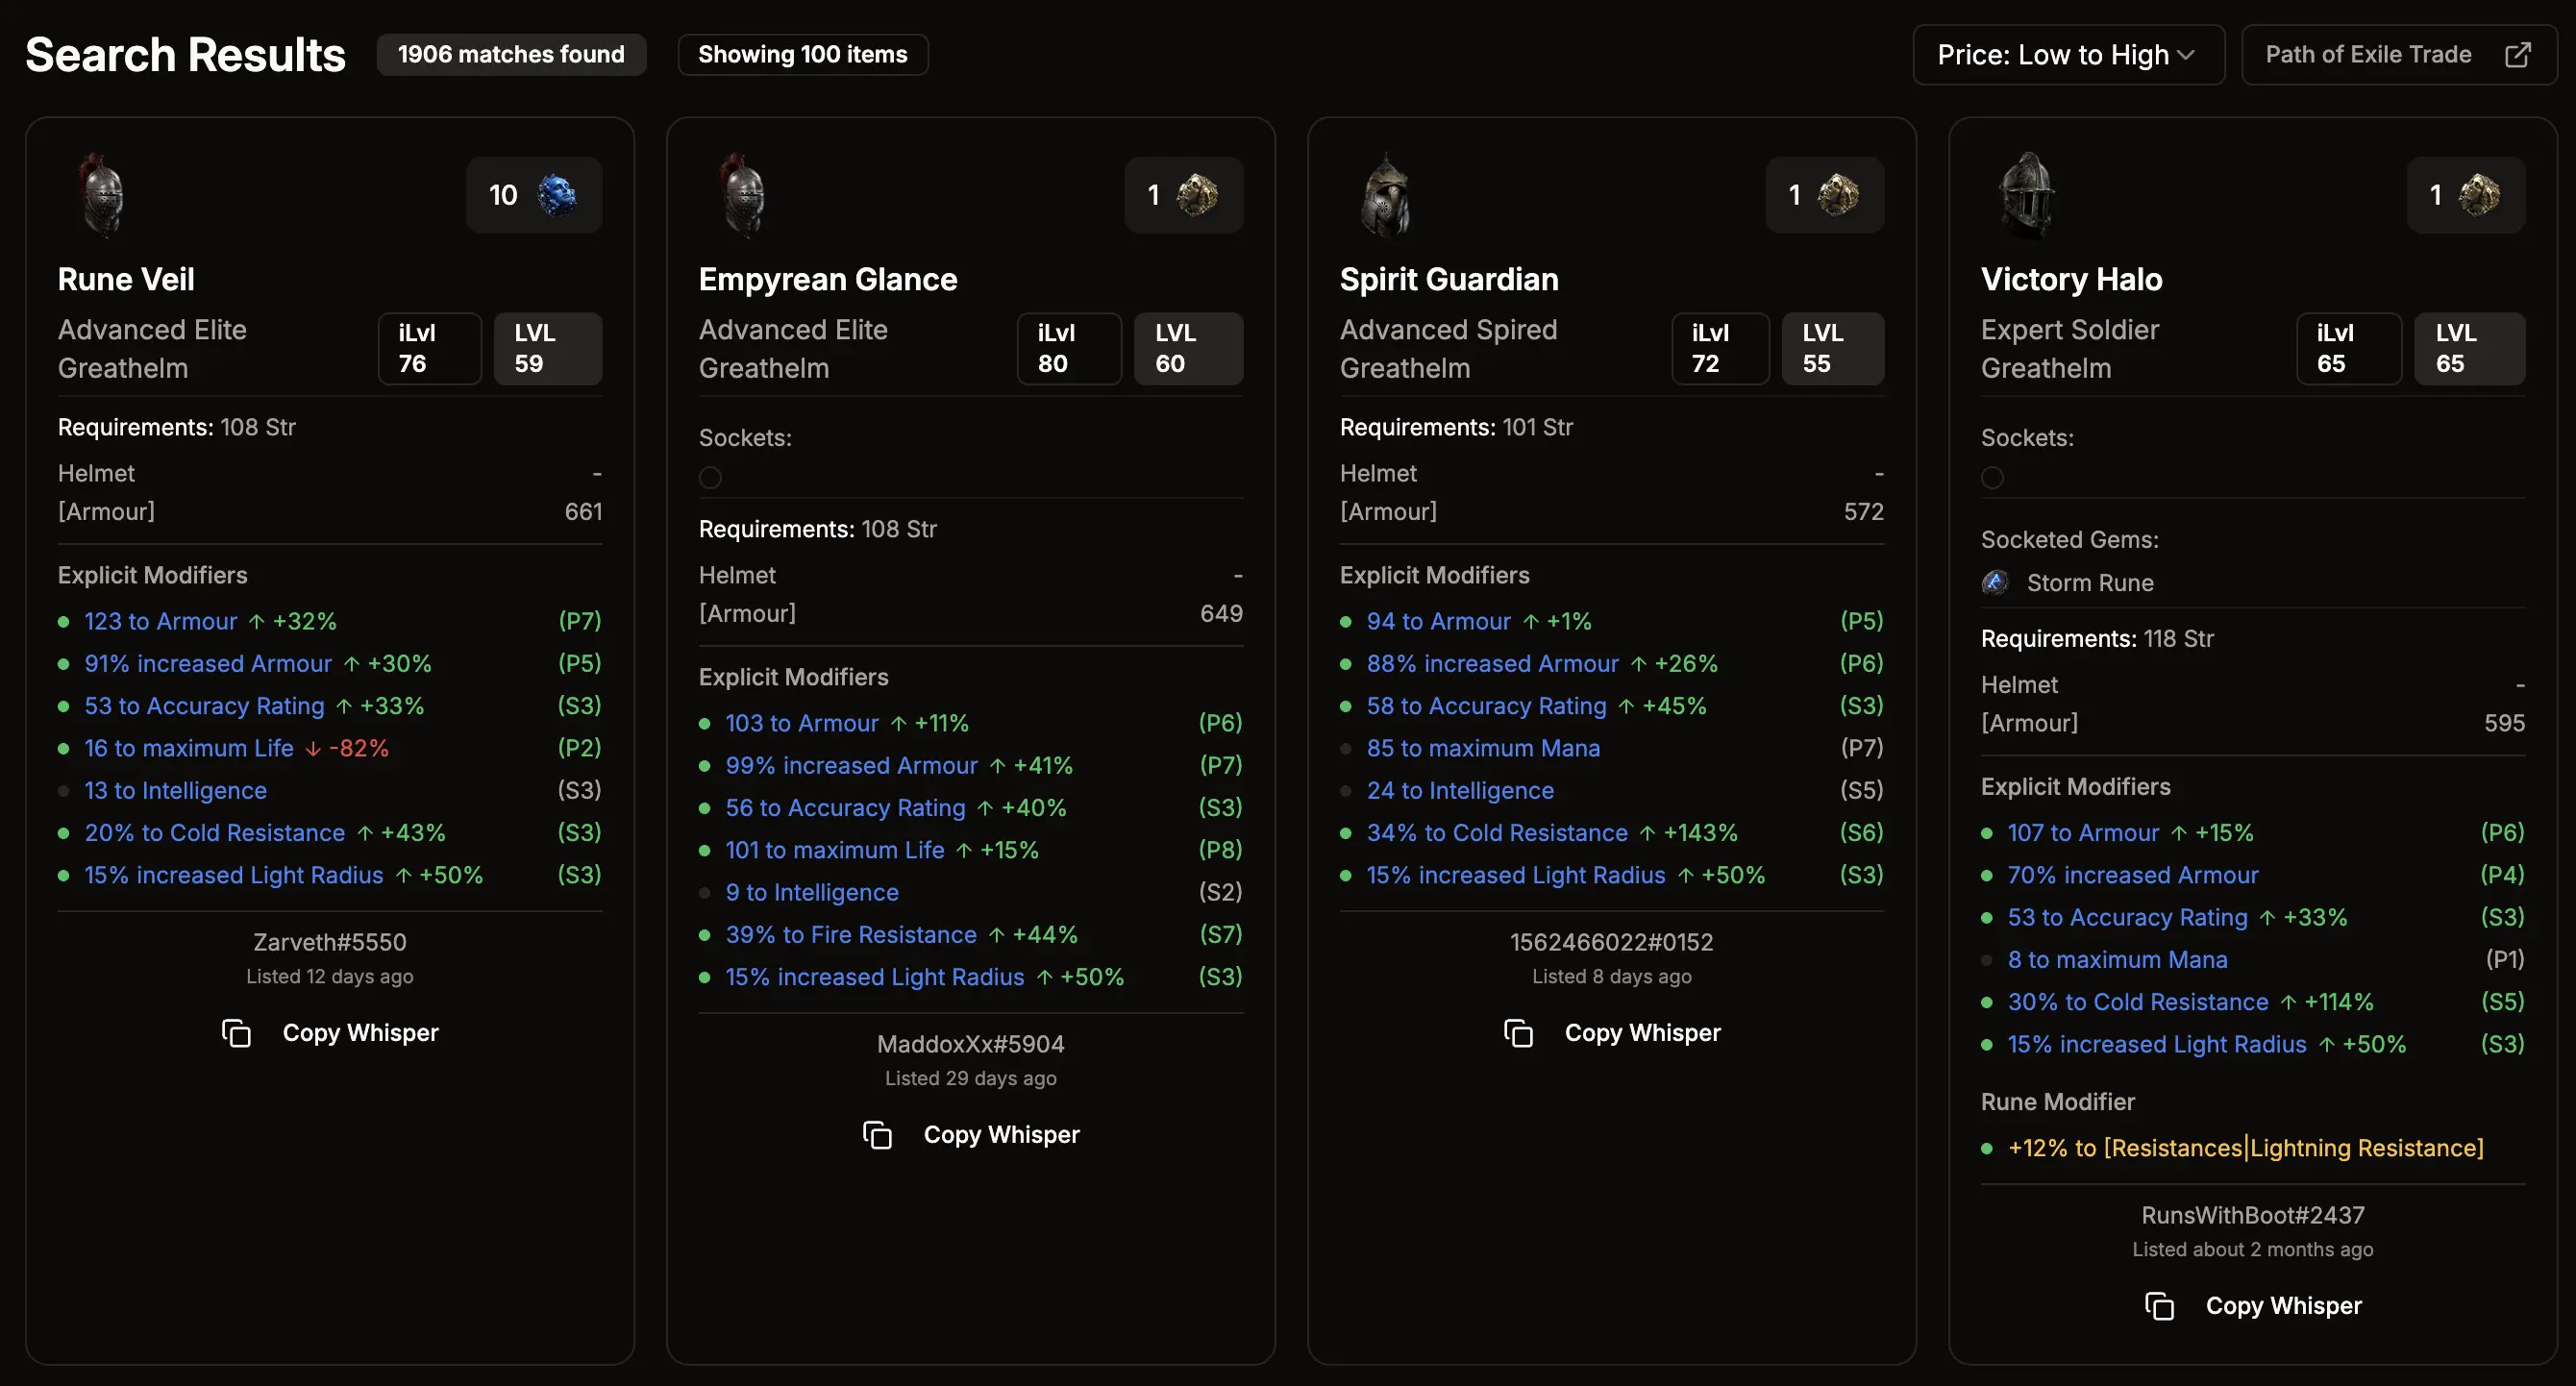 Search Results
1906 matches found
Showing 100 items
Price: Low to High
Path of Exile Trade
10
Rune Veil
Advanced Elite
Greathelm
iLvl
76
LVL
59
Requirements: 108 Str
Helmet -
[Armour] 661
Explicit Modifiers
123 to Armour ↑ +32% (P7)
91% increased Armour ↑ +30% (P5)
53 to Accuracy Rating ↑ +33% (S3)
16 to maximum Life ↓ -82% (P2)
13 to Intelligence (S3)
20% to Cold Resistance ↑ +43% (S3)
15% increased Light Radius ↑ +50% (S3)
Zarveth#5550
Listed 12 days ago
Copy Whisper
1
Empyrean Glance
Advanced Elite
Greathelm
iLvl
80
LVL
60
Sockets:
Requirements: 108 Str
Helmet -
[Armour] 649
Explicit Modifiers
103 to Armour ↑ +11% (P6)
99% increased Armour ↑ +41% (P7)
56 to Accuracy Rating ↑ +40% (S3)
101 to maximum Life ↑ +15% (P8)
9 to Intelligence (S2)
39% to Fire Resistance ↑ +44% (S7)
15% increased Light Radius ↑ +50% (S3)
MaddoxXx#5904
Listed 29 days ago
Copy Whisper
1
Spirit Guardian
Advanced Spired
Greathelm
iLvl
72
LVL
55
Requirements: 101 Str
Helmet -
[Armour] 572
Explicit Modifiers
94 to Armour ↑ +1% (P5)
88% increased Armour ↑ +26% (P6)
58 to Accuracy Rating ↑ +45% (S3)
85 to maximum Mana (P7)
24 to Intelligence (S5)
34% to Cold Resistance ↑ +143% (S6)
15% increased Light Radius ↑ +50% (S3)
1562466022#0152
Listed 8 days ago
Copy Whisper
1
Victory Halo
Expert Soldier
Greathelm
iLvl
65
LVL
65
Sockets:
Socketed Gems:
Storm Rune
Requirements: 118 Str
Helmet -
[Armour] 595
Explicit Modifiers
107 to Armour ↑ +15% (P6)
70% increased Armour (P4)
53 to Accuracy Rating ↑ +33% (S3)
8 to maximum Mana (P1)
30% to Cold Resistance ↑ +114% (S5)
15% increased Light Radius ↑ +50% (S3)
Rune Modifier
+12% to [Resistances|Lightning Resistance]
RunsWithBoot#2437
Listed about 2 months ago
Copy Whisper